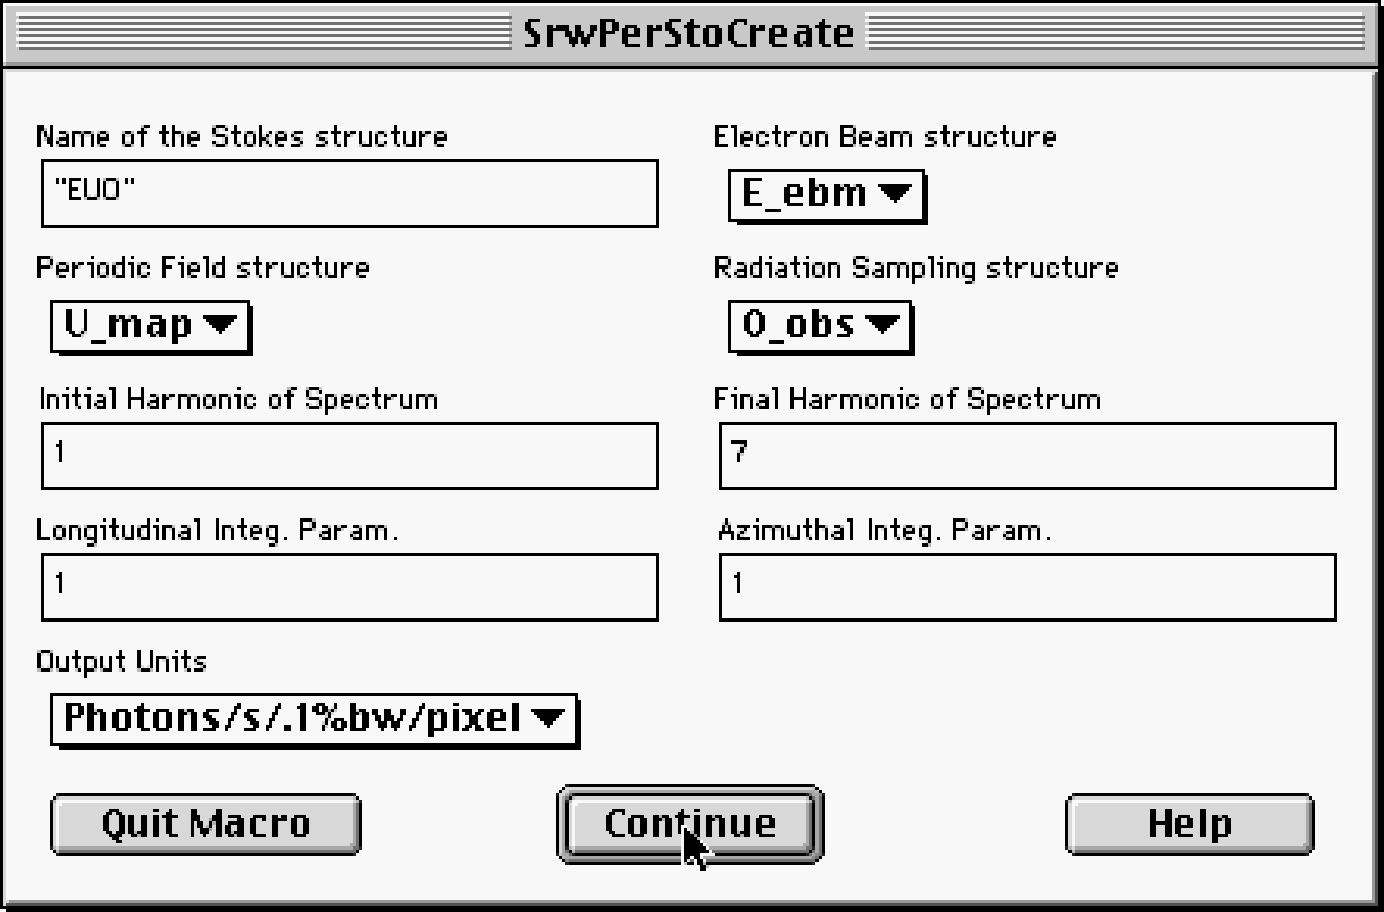 SrwPerStoCreate
Name of the Stokes structure
Electron Beam structure
"EUO"
E_ebm
Periodic Field structure
Radiation Sampling structure
U_map
O_obs
Initial Harmonic of Spectrum
Final Harmonic of Spectrum
1
7
Longitudinal Integ. Param.
Azimuthal Integ. Param.
1
1
Output Units
Photons/s/.1%bw/pixel
Quit Macro
Continue
Help